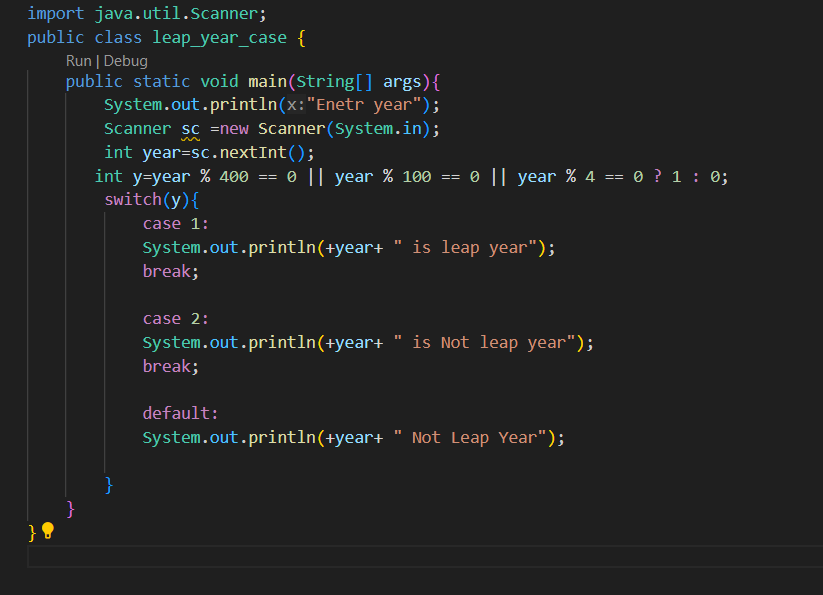 import java.util.Scanner;
public class leap_year_case {
Run | Debug
public static void main(String[] args){
System.out.println(x:"Enetr year");
Scanner sc =new Scanner(System.in);
int year=sc.nextInt();
int y=year % 400 == 0 || year % 100 == 0 || year % 4 == 0 ? 1 : 0;
switch(y){
case 1:
System.out.println(+year+ " is leap year");
break;
case 2:
System.out.println(+year+ " is Not leap year");
break;
default:
System.out.println(+year+ " Not Leap Year");
}
}
}